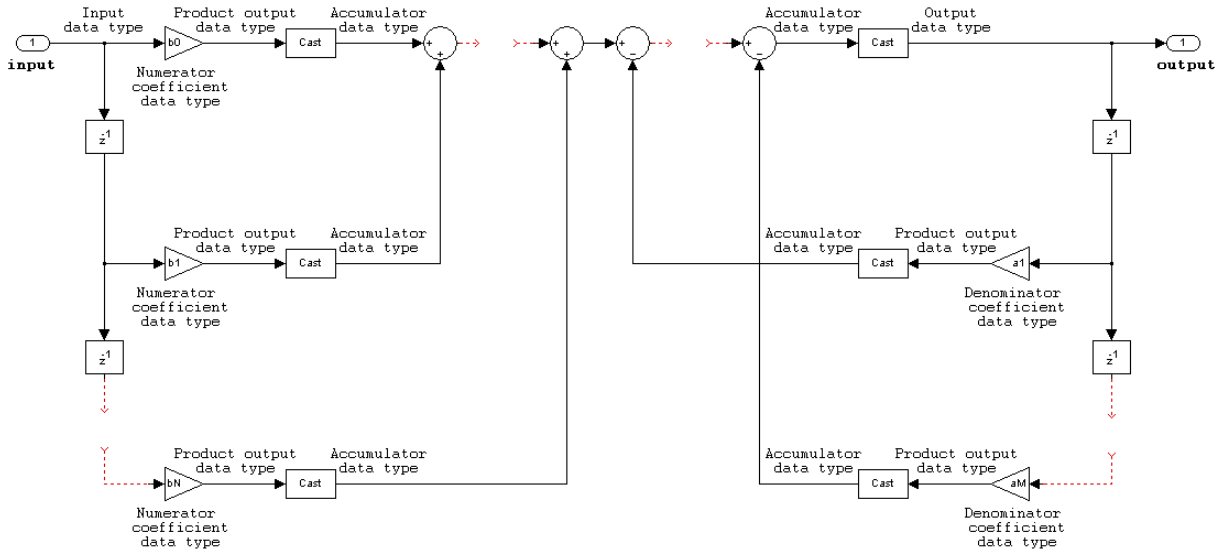 Input
data type
Product output
data type
Accumulator
data type
Accumulator
data type
Output
data type
1
input
b0
Cast
+
+
+
+
+
−
+
−
Cast
1
output
Numerator
coefficient
data type
z-1
z-1
Product output
data type
Accumulator
data type
Accumulator
data type
Product output
data type
b1
Cast
Cast
a1
Numerator
coefficient
data type
Denominator
coefficient
data type
z-1
z-1
Product output
data type
Accumulator
data type
Accumulator
data type
Product output
data type
bN
Cast
Cast
aM
Numerator
coefficient
data type
Denominator
coefficient
data type